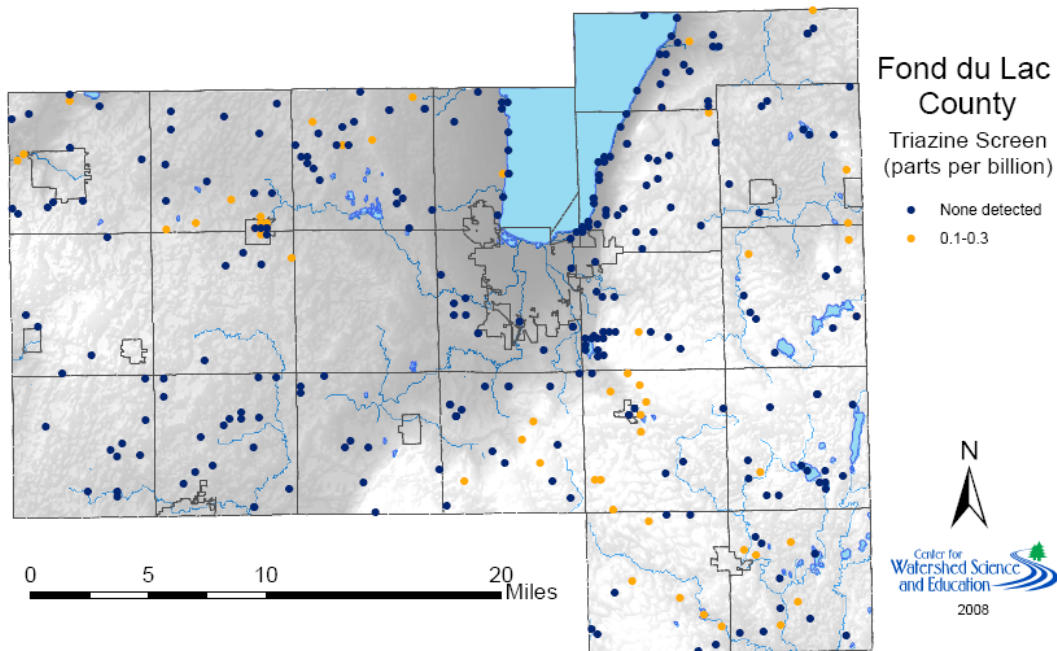 Fond du Lac
County
Triazine Screen
(parts per billion)
None detected
0.1-0.3
N
Center for
Watershed Science
and Education
2008
0 5 10 20
Miles